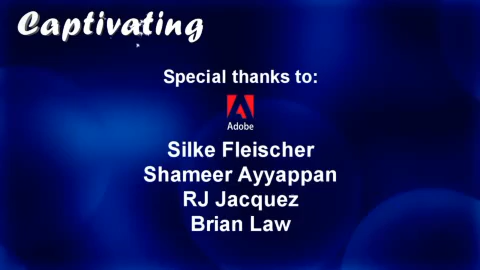 Captivating
Special thanks to:
Adobe
Silke Fleischer
Shameer Ayyappan
RJ Jacquez
Brian Law